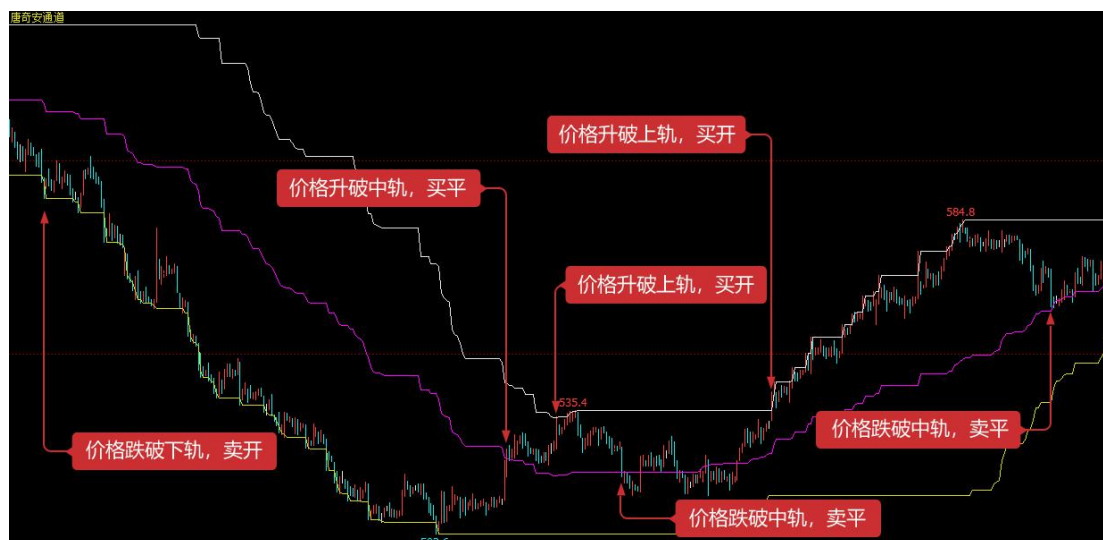 唐奇安通道
价格升破上轨，买开
价格升破中轨，买平
584.8
价格升破上轨，买开
535.4
价格跌破中轨，卖平
价格跌破下轨，卖开
价格跌破中轨，卖平